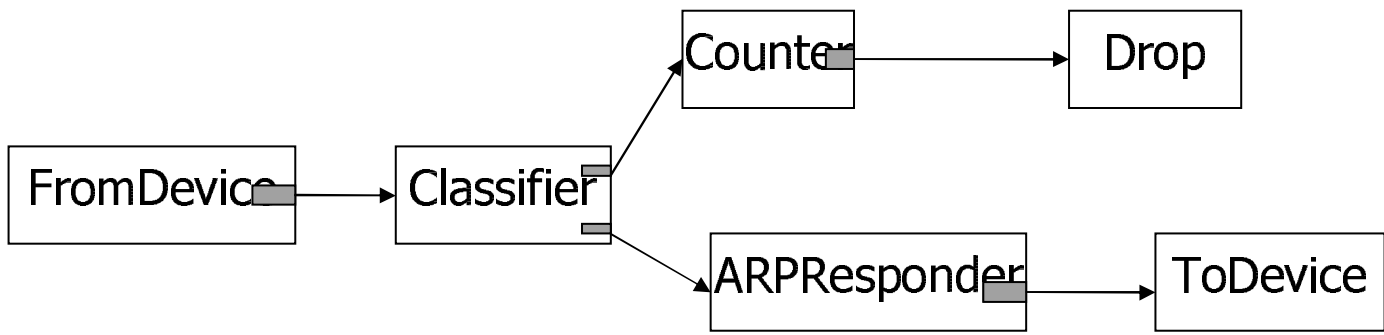 Counter
Drop
FromDevice
Classifier
ARPResponder
ToDevice